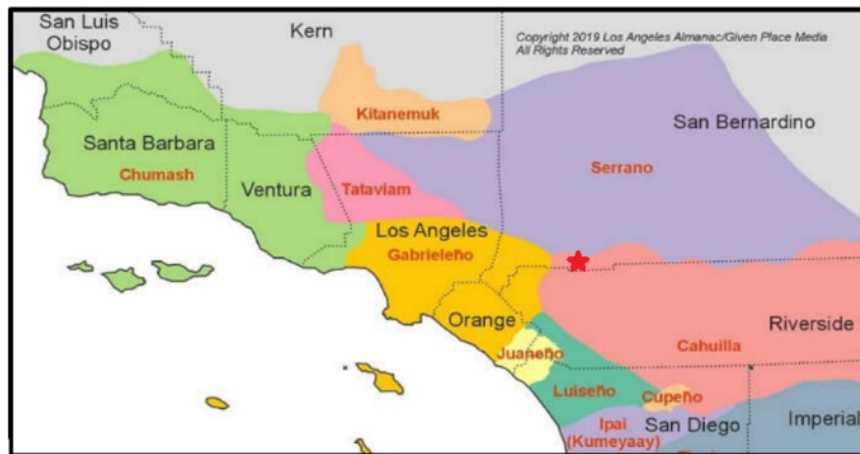 San Luis
Obispo
Kern
Copyright 2019 Los Angeles Almanac/Given Place Media
All Rights Reserved
Kitanemuk
San Bernardino
Santa Barbara
Serrano
Chumash
Ventura
Tataviam
Los Angeles
Gabrieleño
Orange
Riverside
Juaneño
Cahuilla
Luiseño
Cupeño
Ipai
(Kumeyaay)
San Diego
Imperial